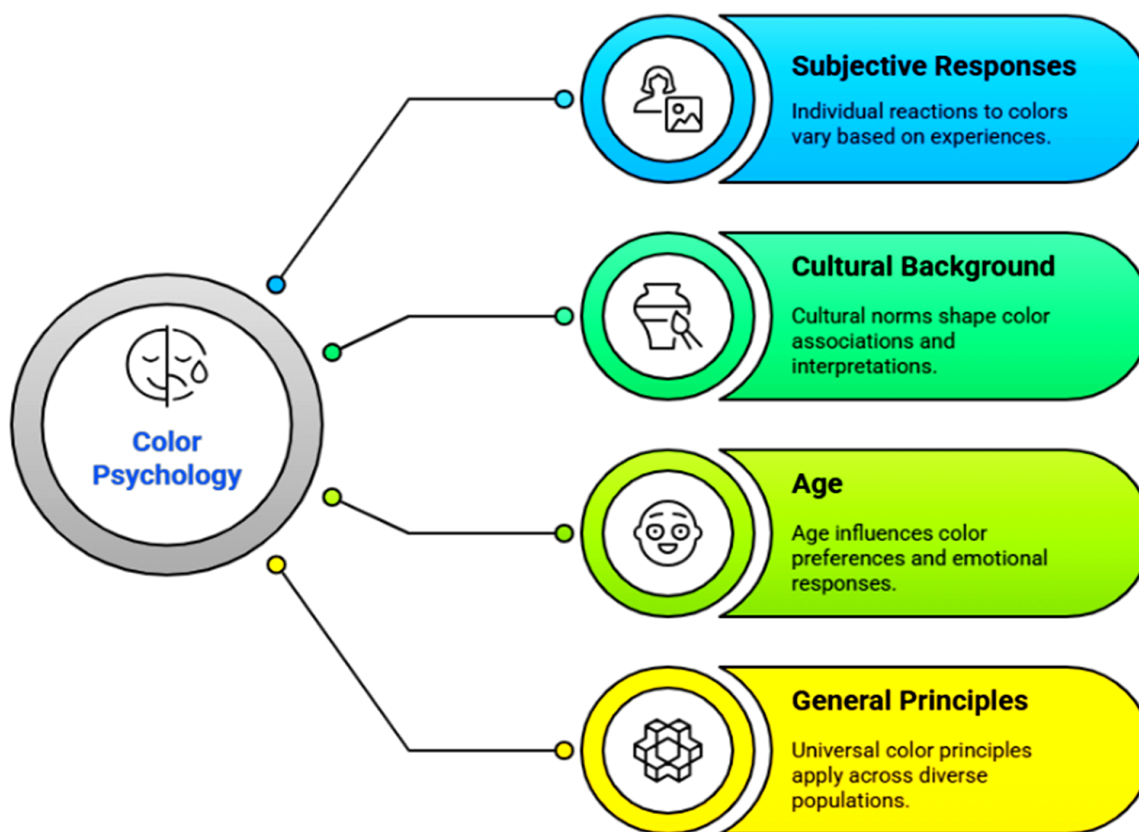 Color
Psychology
Subjective Responses
Individual reactions to colors
vary based on experiences.
Cultural Background
Cultural norms shape color
associations and
interpretations.
Age
Age influences color
preferences and emotional
responses.
General Principles
Universal color principles
apply across diverse
populations.